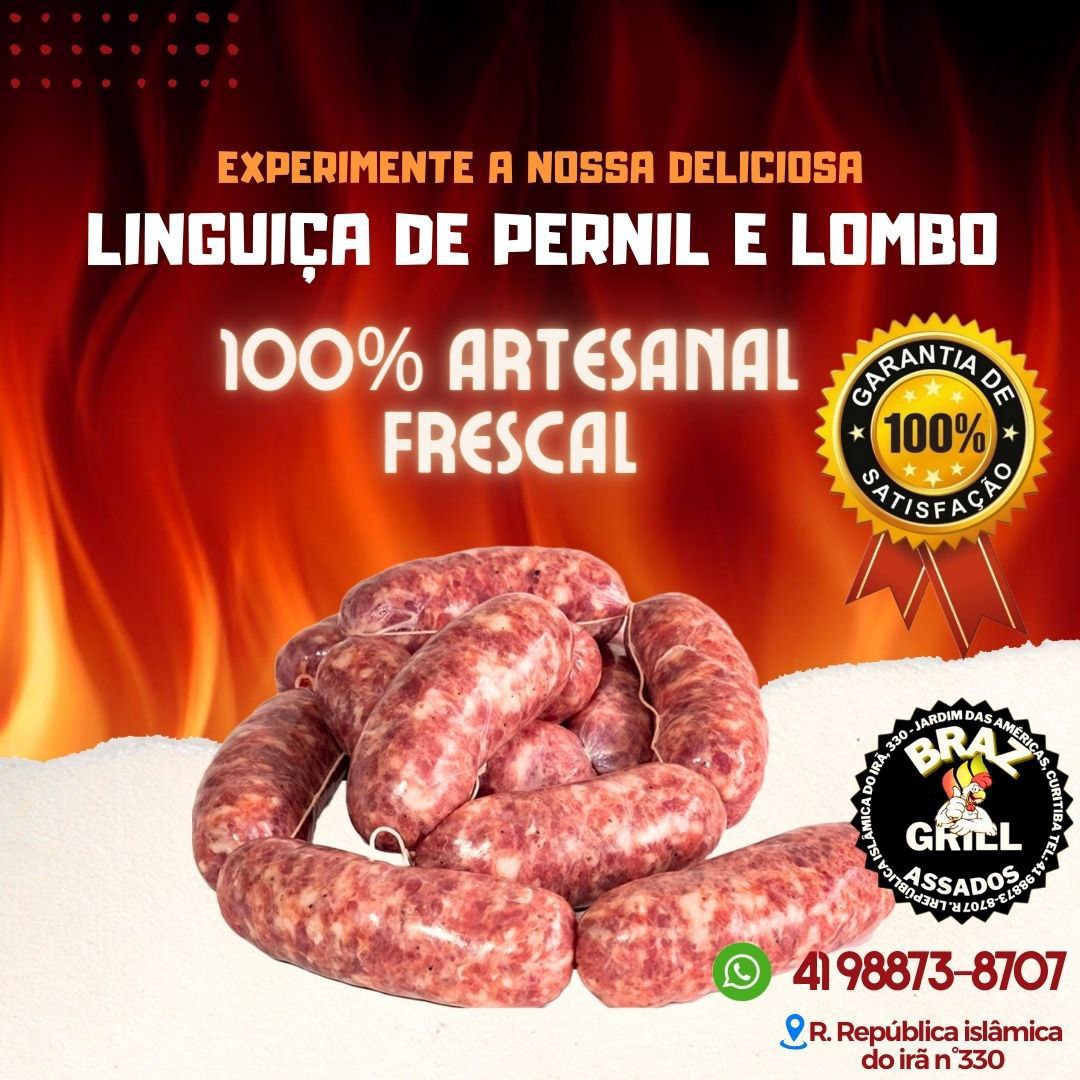 EXPERIMENTE A NOSSA DELICIOSA
LINGUIÇA DE PERNIL E LOMBO
100% ARTESANAL
FRESCAL
GARANTIA DE
100%
SATISFAÇÃO
R. REPÚBLICA ISLÂMICA DO IRÃ, 330 - JARDIM DAS AMÉRICAS, CURITIBA TEL: 41 98873-8707
BRAZ
GRILL
ASSADOS
41 98873-8707
R. República islâmica
do irã n°330